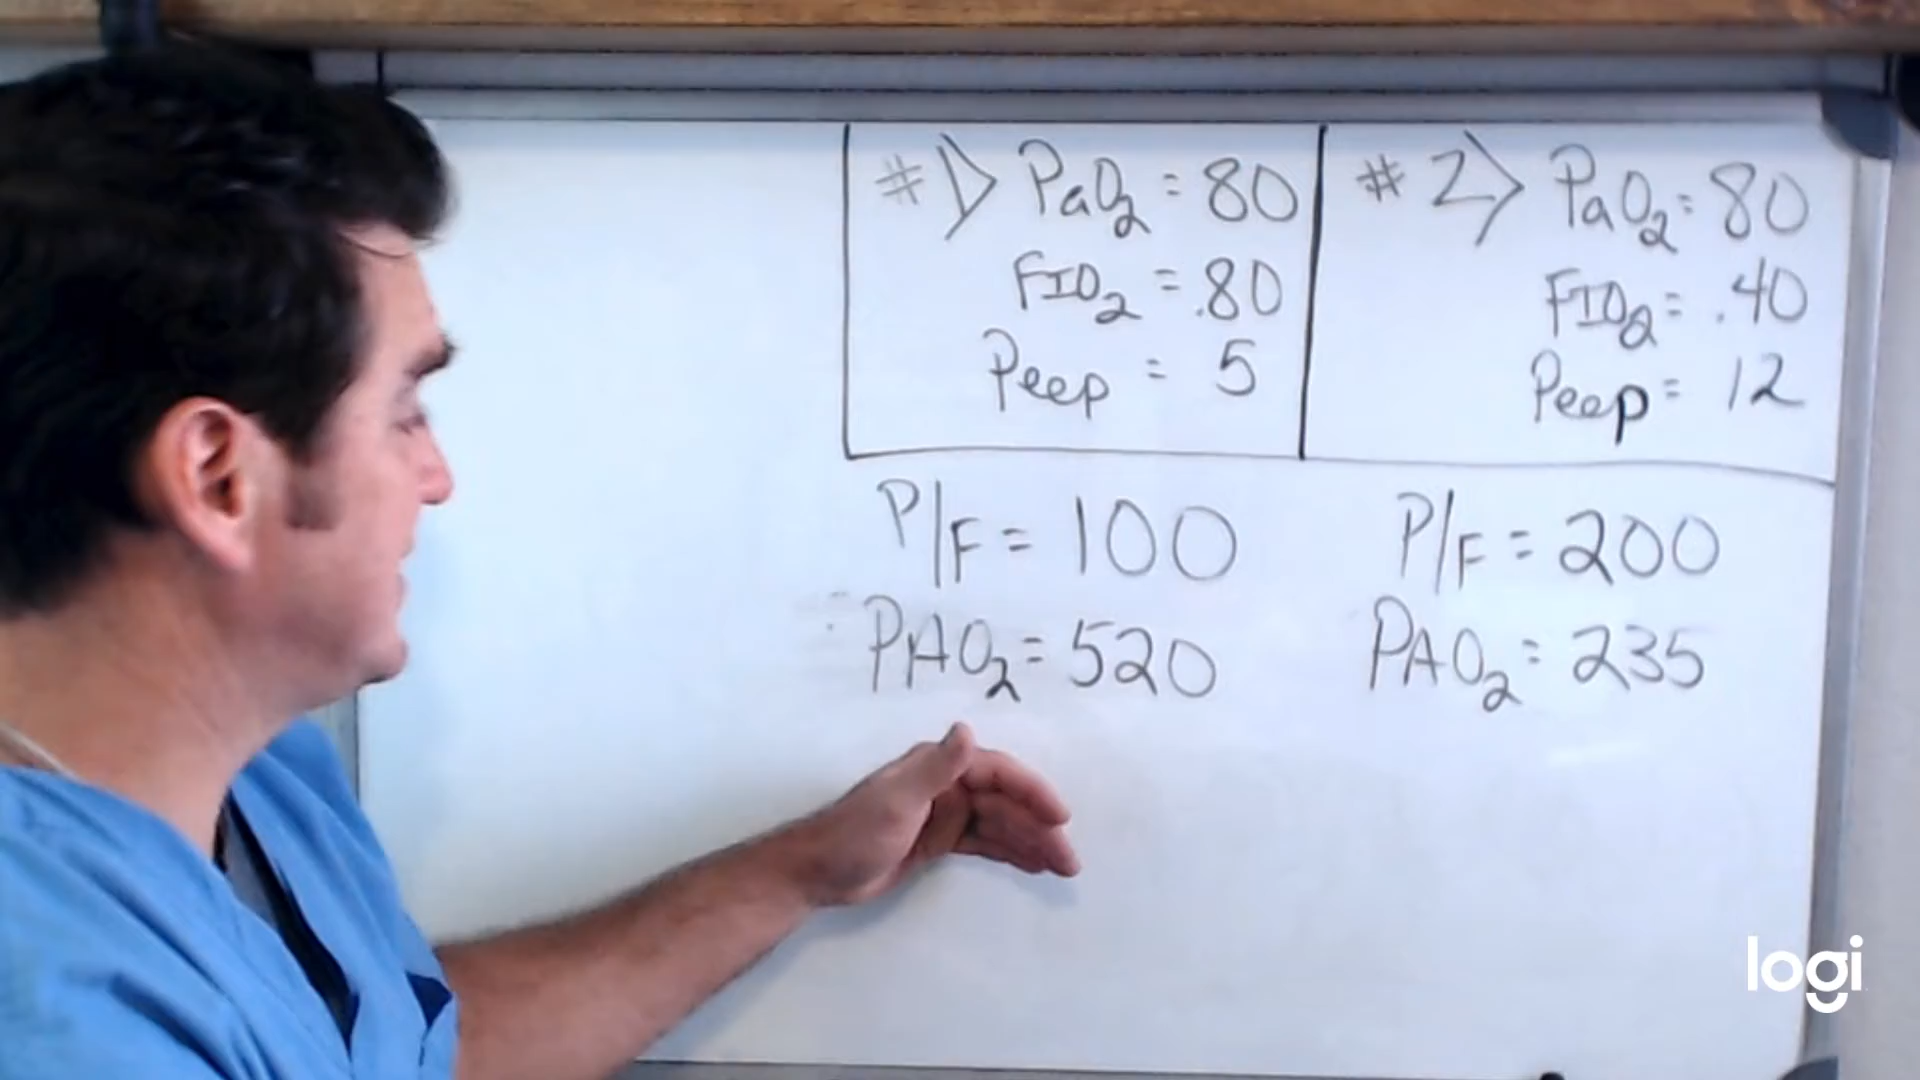 #1> PaO2 = 80
FIO2 = .80
Peep = 5
#2> PaO2 = 80
FIO2 = .40
Peep = 12
P/F = 100
PAO2 = 520
P/F = 200
PAO2 = 235
logi